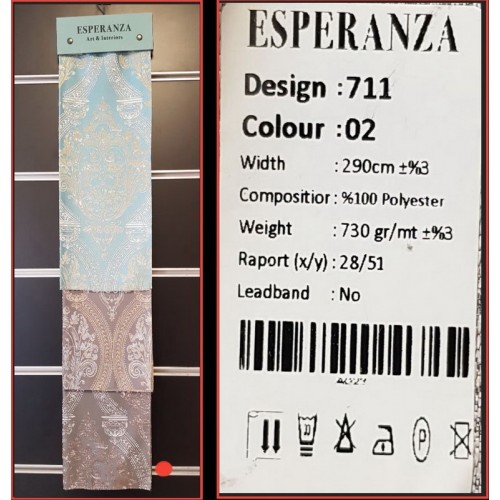 ESPERANZA
Art & Interiors
ESPERANZA
Design :711
Colour :02
Width : 290cm ±%3
Compositior : %100 Polyester
Weight : 730 gr/mt ±%3
Raport (x/y) : 28/51
Leadband : No
P